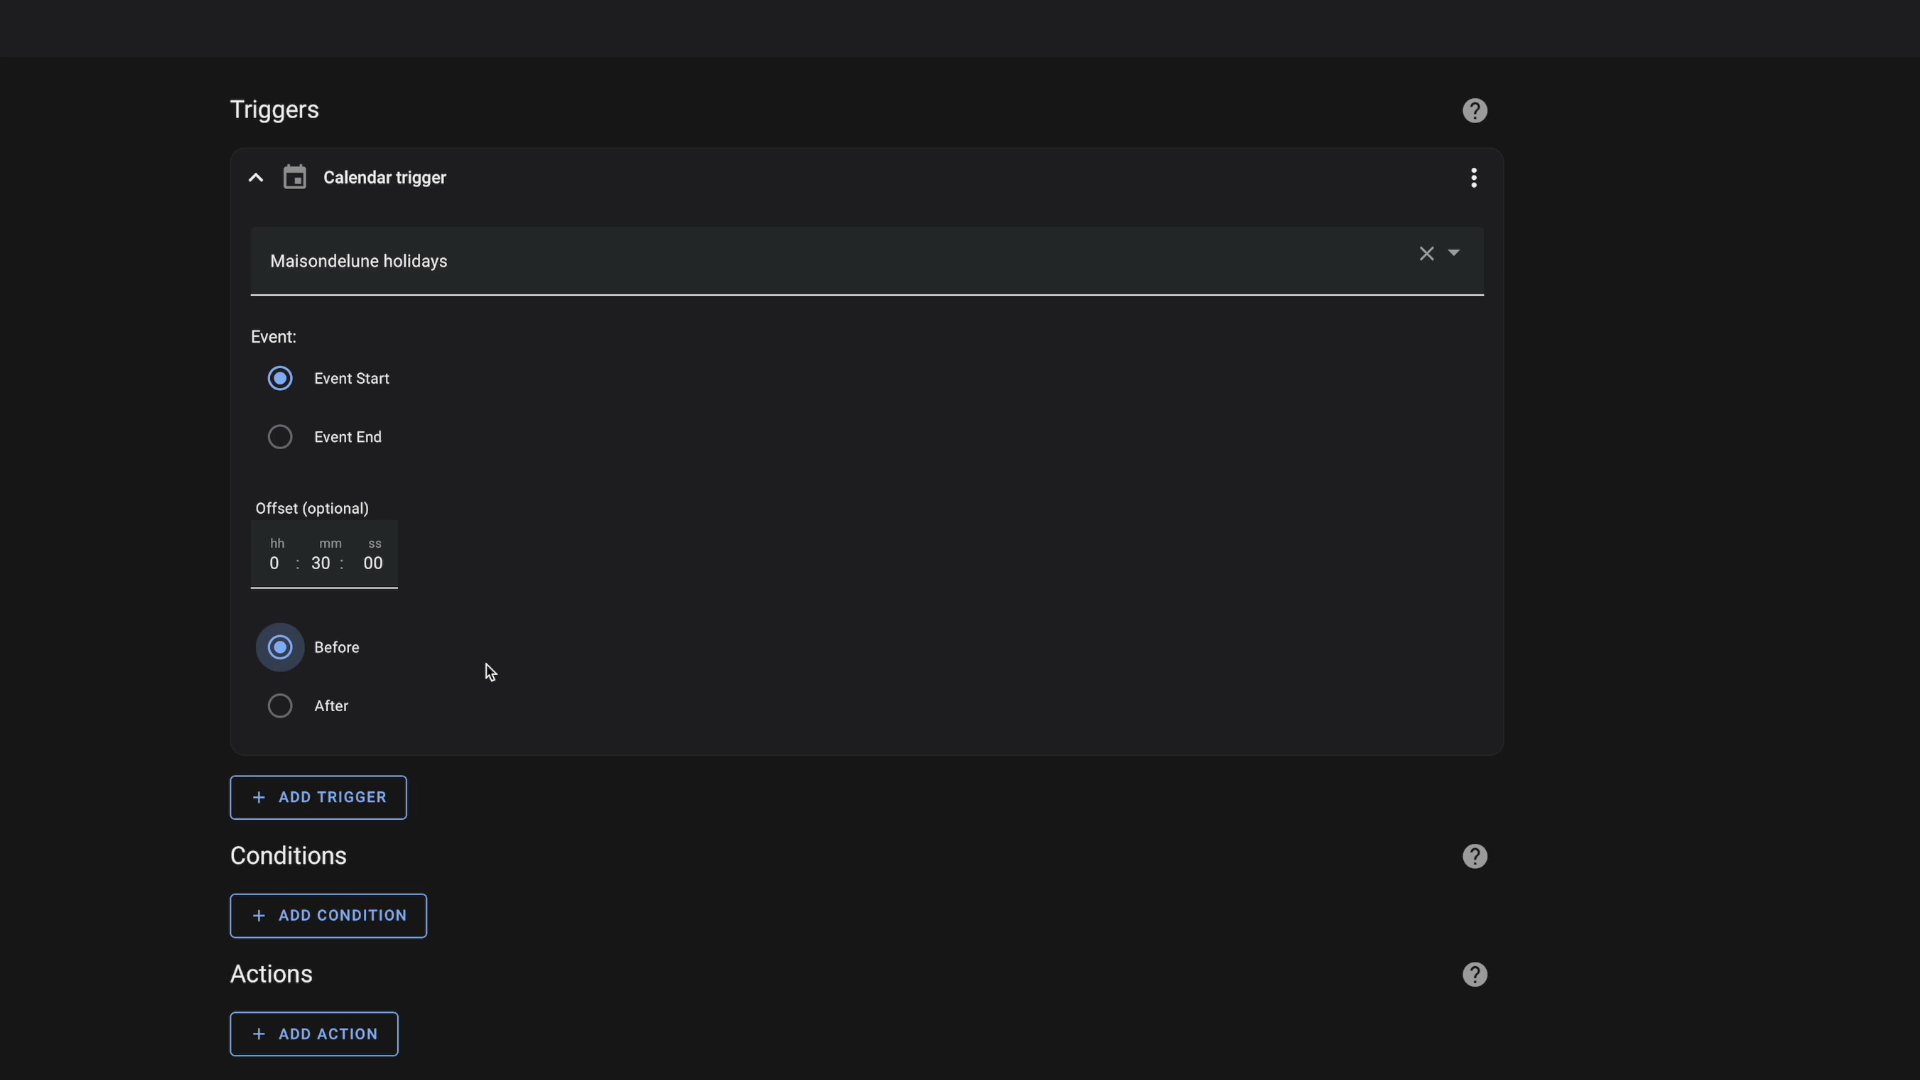 Triggers
Calendar trigger
Maisondelune holidays
Event:
Event Start
Event End
Offset (optional)
hh mm ss
0 : 30 : 00
Before
After
+ ADD TRIGGER
Conditions
+ ADD CONDITION
Actions
+ ADD ACTION